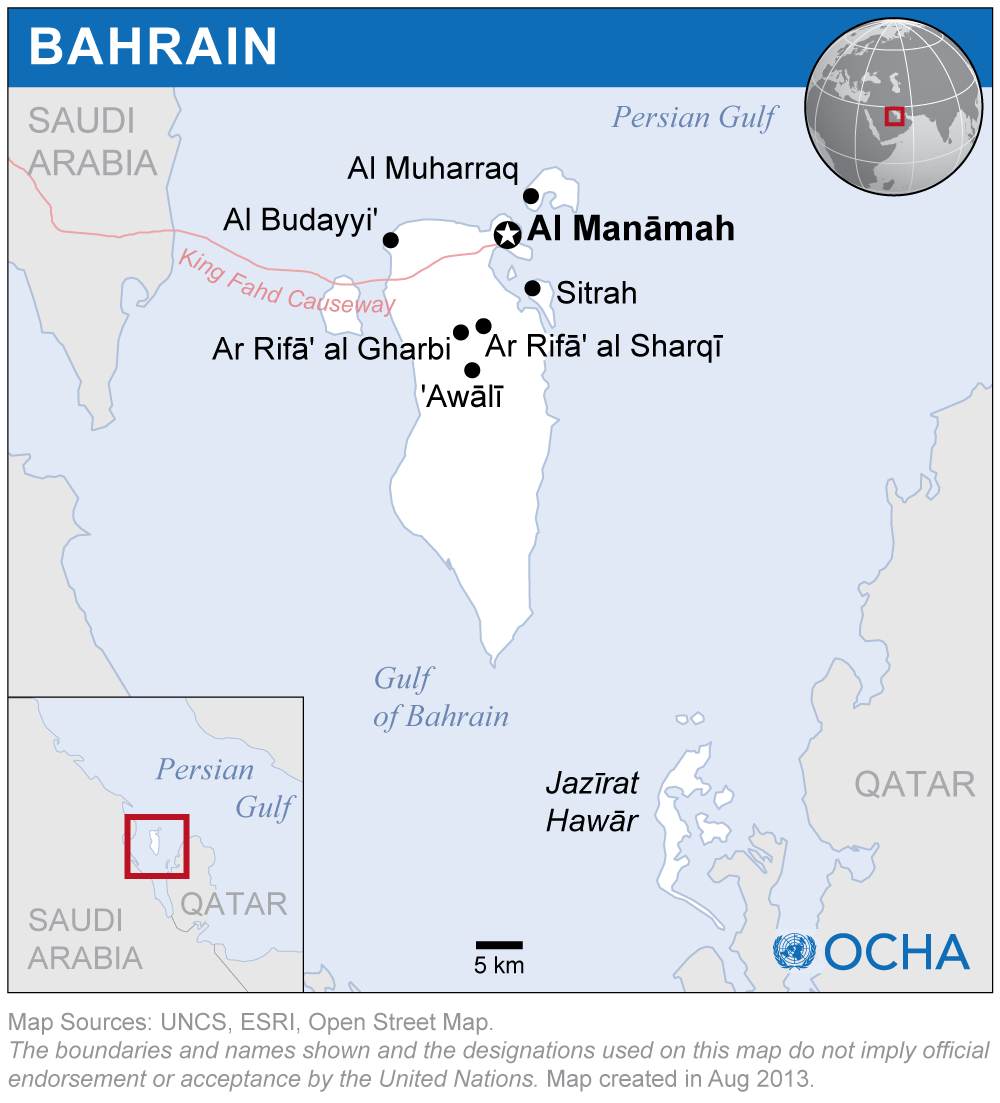 BAHRAIN
SAUDI
ARABIA
Persian Gulf
Al Muharraq
Al Budayyi'
Al Manāmah
King Fahd Causeway
Sitrah
Ar Rifā' al Gharbi
Ar Rifā' al Sharqī
'Awālī
Gulf
of Bahrain
Jazīrat
Hawār
QATAR
Persian
Gulf
QATAR
SAUDI
ARABIA
5 km
OCHA
Map Sources: UNCS, ESRI, Open Street Map.
The boundaries and names shown and the designations used on this map do not imply official
endorsement or acceptance by the United Nations. Map created in Aug 2013.